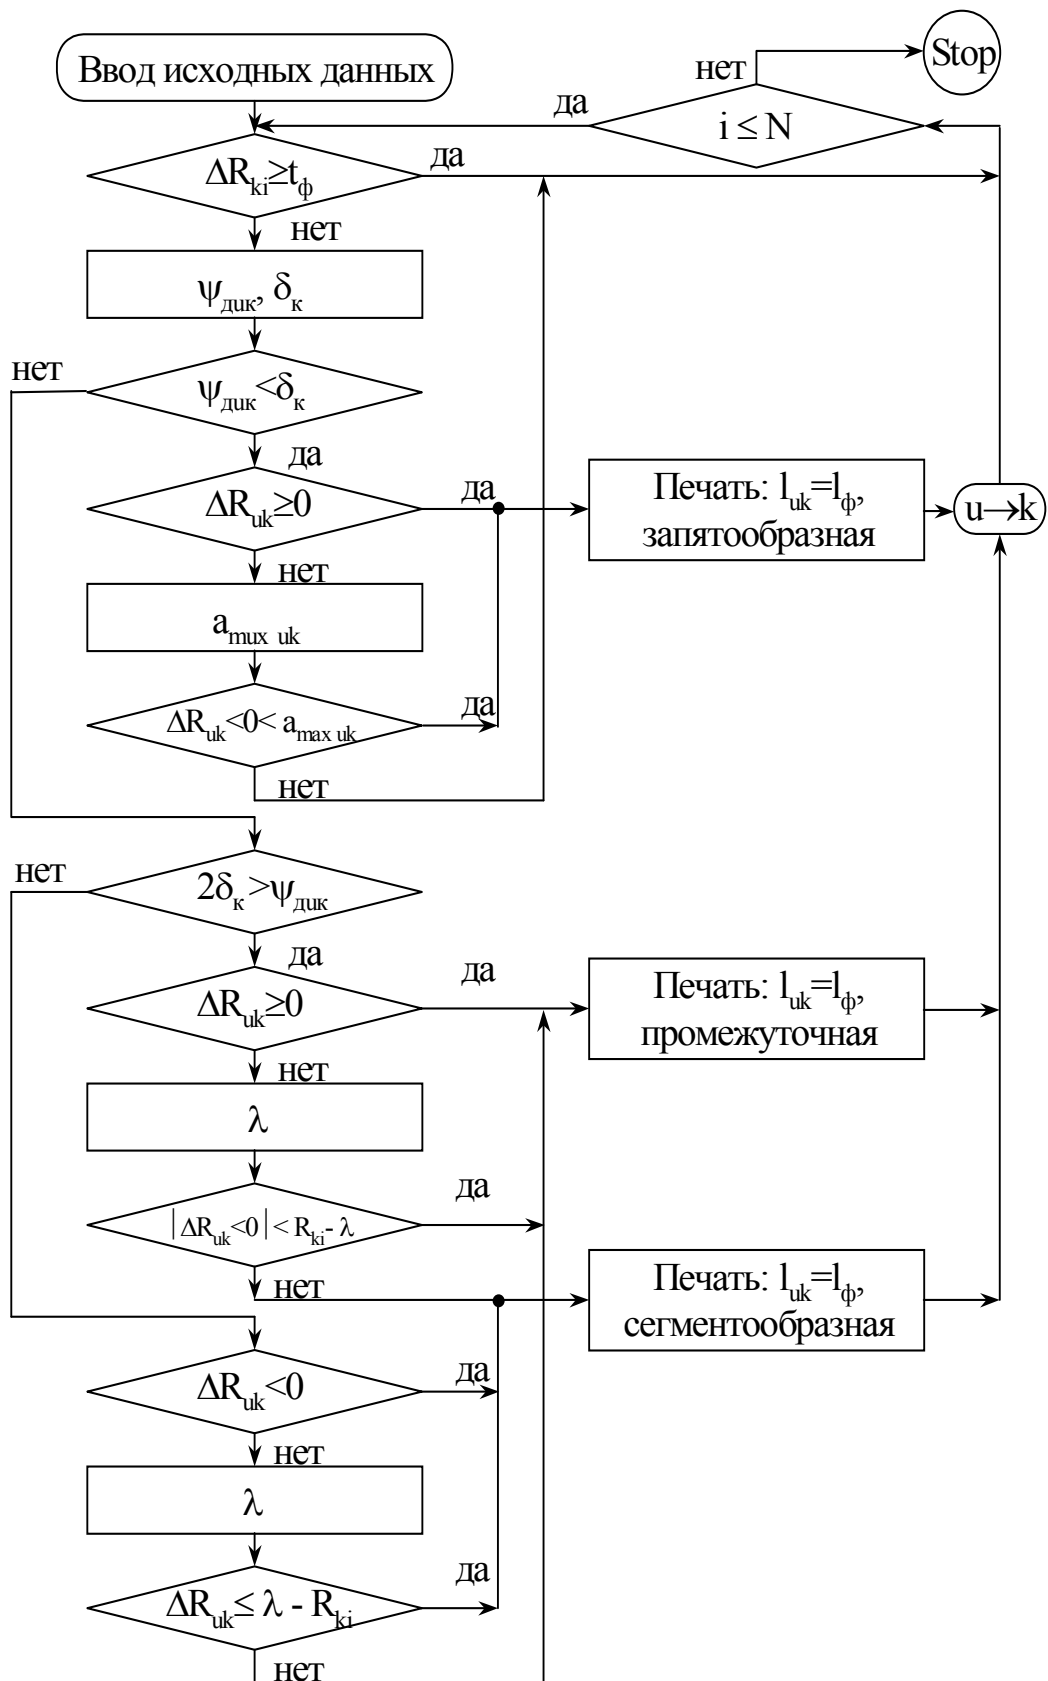 Ввод исходных данных
Stop
нет
да
i ≤ N
ΔR_ki≥t_ф
да
нет
ψ_дик, δ_к
нет
ψ_дик<δ_к
да
ΔR_uk≥0
да
Печать: l_uk=l_ф,
запятообразная
u→k
нет
a_mux uk
ΔR_uk<0< a_max uk
да
нет
нет
2δ_к>ψ_дик
да
ΔR_uk≥0
да
Печать: l_uk=l_ф,
промежуточная
нет
λ
|ΔR_uk<0|< R_ki- λ
да
нет
Печать: l_uk=l_ф,
сегментообразная
ΔR_uk<0
да
нет
λ
ΔR_uk≤ λ - R_ki
да
нет